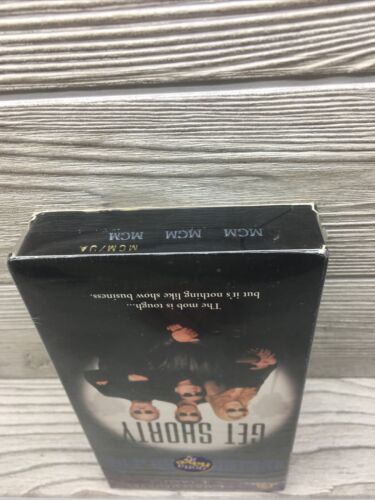 MGM MGM MGM
MGM/UA
The mob is tough...
but it's nothing like show business.
GET SHORTY